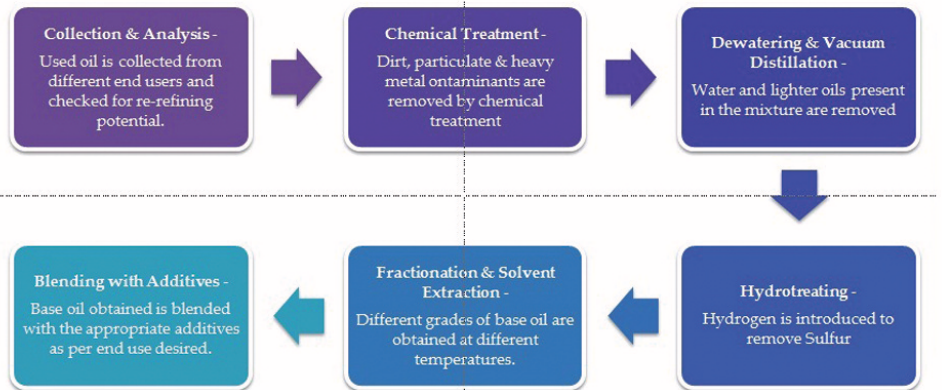 Collection & Analysis -
Used oil is collected from
different end users and
checked for re-refining
potential.
Chemical Treatment -
Dirt, particulate & heavy
metal ontaminants are
removed by chemical
treatment
Dewatering & Vacuum
Distillation -
Water and lighter oils present
in the mixture are removed
Hydrotreating -
Hydrogen is introduced to
remove Sulfur
Fractionation & Solvent
Extraction -
Different grades of base oil are
obtained at different
temperatures.
Blending with Additives -
Base oil obtained is blended
with the appropriate additives
as per end use desired.